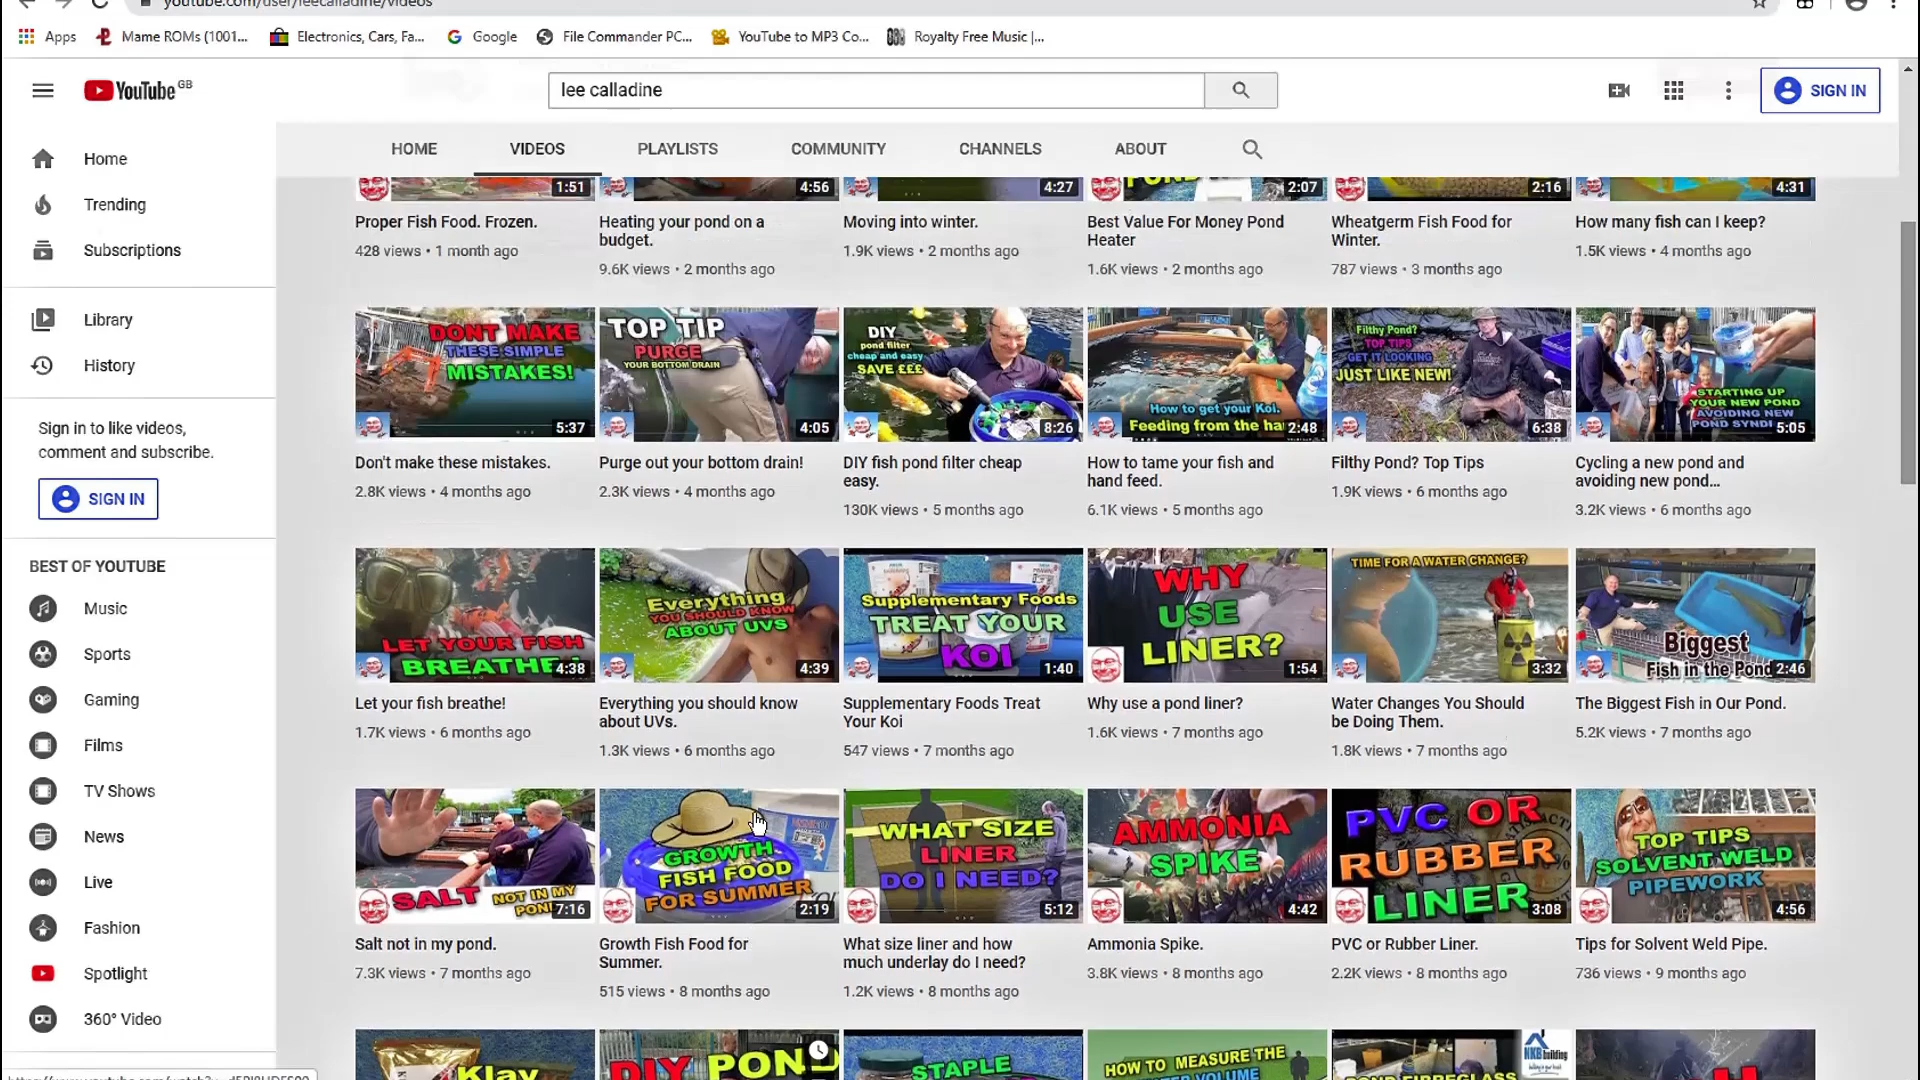 youtube.com/user/leecalladine/videos
Apps
Mame ROMs (1001...
Electronics, Cars, Fa...
Google
File Commander PC...
YouTube to MP3 Co...
Royalty Free Music |...
YouTube GB
lee calladine
SIGN IN
HOME
VIDEOS
PLAYLISTS
COMMUNITY
CHANNELS
ABOUT
Home
Trending
Subscriptions
Library
History
Sign in to like videos,
comment and subscribe.
SIGN IN
BEST OF YOUTUBE
Music
Sports
Gaming
Films
TV Shows
News
Live
Fashion
Spotlight
360° Video
1:51
Proper Fish Food. Frozen.
428 views • 1 month ago
4:56
Heating your pond on a
budget.
9.6K views • 2 months ago
4:27
Moving into winter.
1.9K views • 2 months ago
2:07
Best Value For Money Pond
Heater
1.6K views • 2 months ago
2:16
Wheatgerm Fish Food for
Winter.
787 views • 3 months ago
4:31
How many fish can I keep?
1.5K views • 4 months ago
DONT MAKE
THESE SIMPLE
MISTAKES!
5:37
Don't make these mistakes.
2.8K views • 4 months ago
TOP TIP
PURGE
YOUR BOTTOM DRAIN
4:05
Purge out your bottom drain!
2.3K views • 4 months ago
DIY
pond filter
cheap and easy
SAVE £££
8:26
DIY fish pond filter cheap
easy.
130K views • 5 months ago
How to get your Koi.
Feeding from the ha
2:48
How to tame your fish and
hand feed.
6.1K views • 5 months ago
Filthy Pond?
TOP TIPS
GET IT LOOKING
JUST LIKE NEW!
6:38
Filthy Pond? Top Tips
1.9K views • 6 months ago
STARTING UP
YOUR NEW POND
AVOIDING NEW
POND SYNDI
5:05
Cycling a new pond and
avoiding new pond...
3.2K views • 6 months ago
LET YOUR FISH
BREATHE
4:38
Let your fish breathe!
1.7K views • 6 months ago
Everything
YOU SHOULD KNOW
ABOUT UVS
4:39
Everything you should know
about UVs.
1.3K views • 6 months ago
Supplementary Foods
TREAT YOUR
KOI
1:40
Supplementary Foods Treat
Your Koi
547 views • 7 months ago
WHY
USE
LINER?
1:54
Why use a pond liner?
1.6K views • 7 months ago
TIME FOR A WATER CHANGE?
3:32
Water Changes You Should
be Doing Them.
1.8K views • 7 months ago
Biggest
Fish in the Pond
2:46
The Biggest Fish in Our Pond.
5.2K views • 7 months ago
SALT NOT IN MY
POND
7:16
Salt not in my pond.
7.3K views • 7 months ago
GROWTH
FISH FOOD
FOR SUMMER
2:19
Growth Fish Food for
Summer.
515 views • 8 months ago
WHAT SIZE
LINER
DO I NEED?
5:12
What size liner and how
much underlay do I need?
1.2K views • 8 months ago
AMMONIA
SPIKE
4:42
Ammonia Spike.
3.8K views • 8 months ago
PVC OR
RUBBER
LINER
3:08
PVC or Rubber Liner.
2.2K views • 8 months ago
TOP TIPS
SOLVENT WELD
PIPEWORK
4:56
Tips for Solvent Weld Pipe.
736 views • 9 months ago
Klay
DIY POND
STAPLE
HOW TO MEASURE THE
VOLUME
NKB building
POND FIBREGLASS